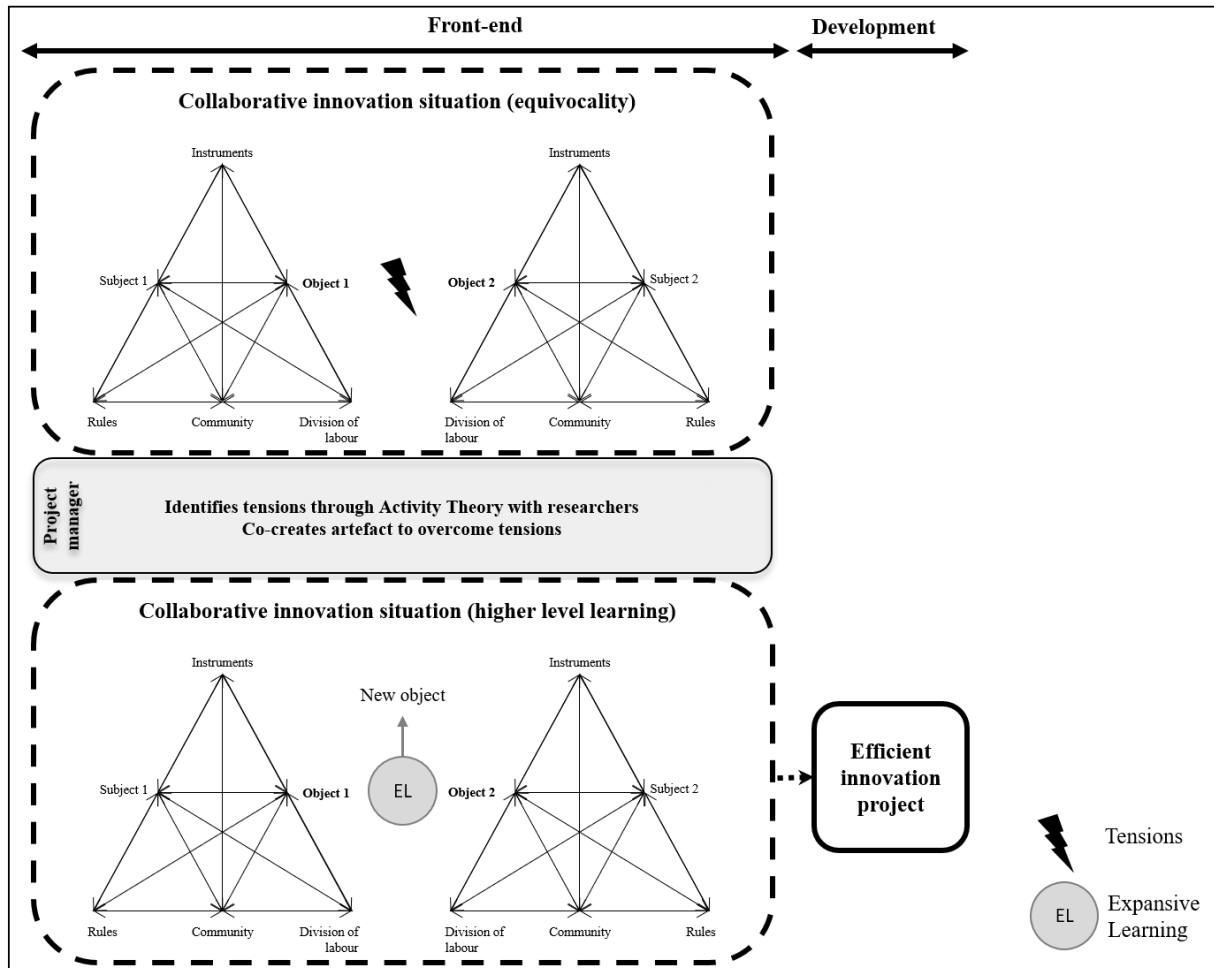 Front-end
Development
Collaborative innovation situation (equivocality)
Instruments
Instruments
Subject 1
Object 1
Object 2
Subject 2
Rules
Community
Division of
labour
Division of
labour
Community
Rules
Project
manager
Identifies tensions through Activity Theory with researchers
Co-creates artefact to overcome tensions
Collaborative innovation situation (higher level learning)
Instruments
Instruments
New object
Subject 1
Object 1
EL
Object 2
Subject 2
Rules
Community
Division of
labour
Division of
labour
Community
Rules
Efficient
innovation
project
Tensions
EL
Expansive
Learning